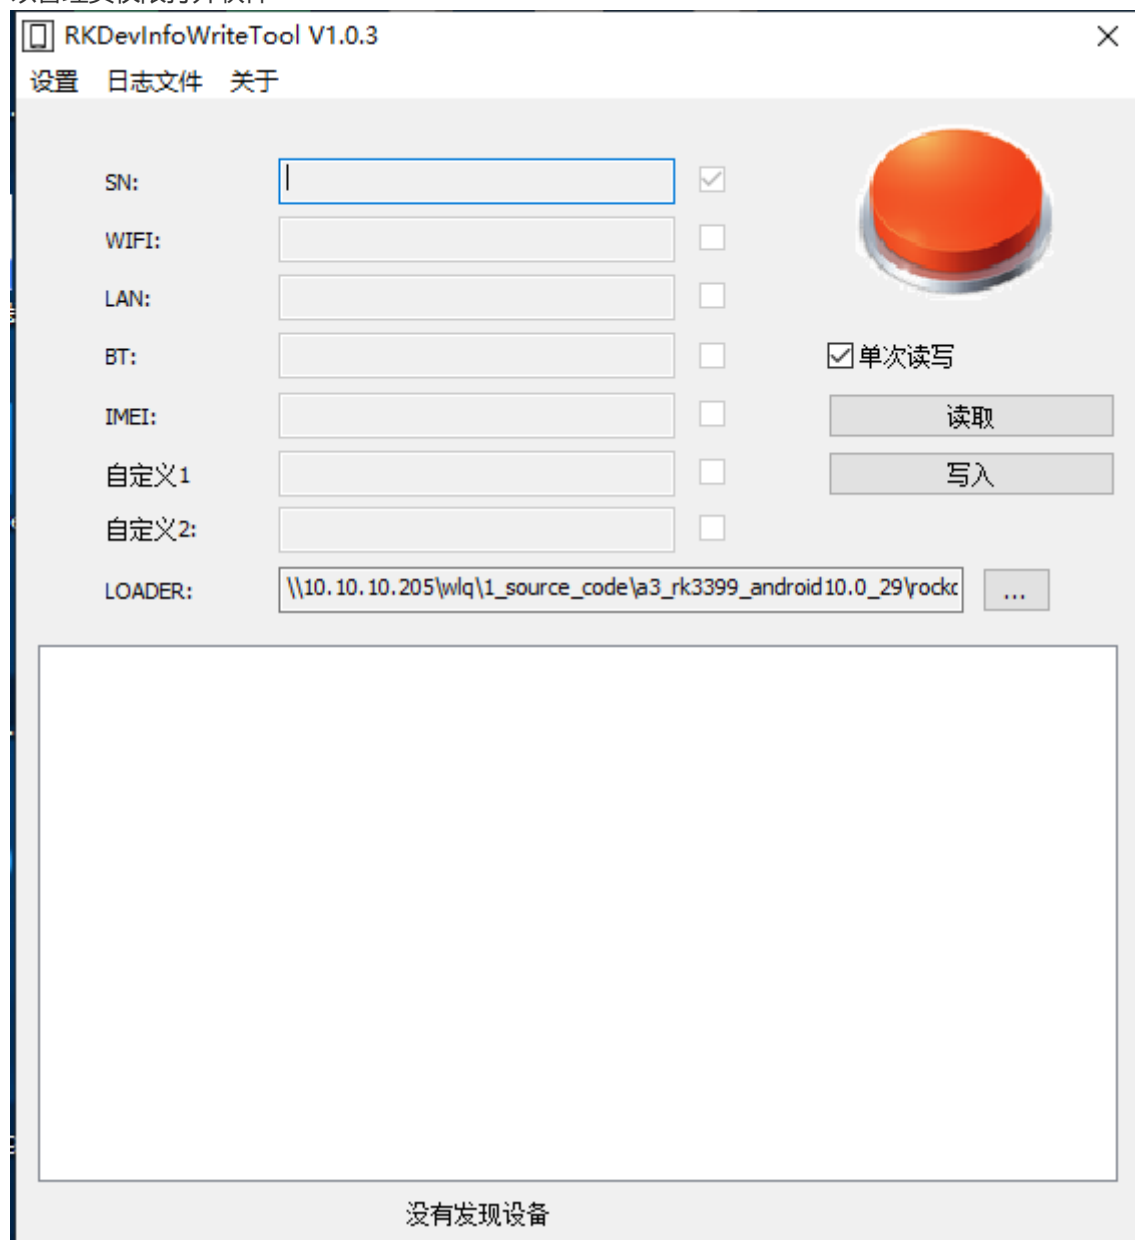 RKDevInfoWriteTool V1.0.3
设置 日志文件 关于
SN:
WIFI:
LAN:
BT:
单次读写
IMEI:
读取
自定义1
写入
自定义2:
LOADER: \\10.10.10.205\wlq\1_source_code\a3_rk3399_android10.0_29\rockc ...
没有发现设备